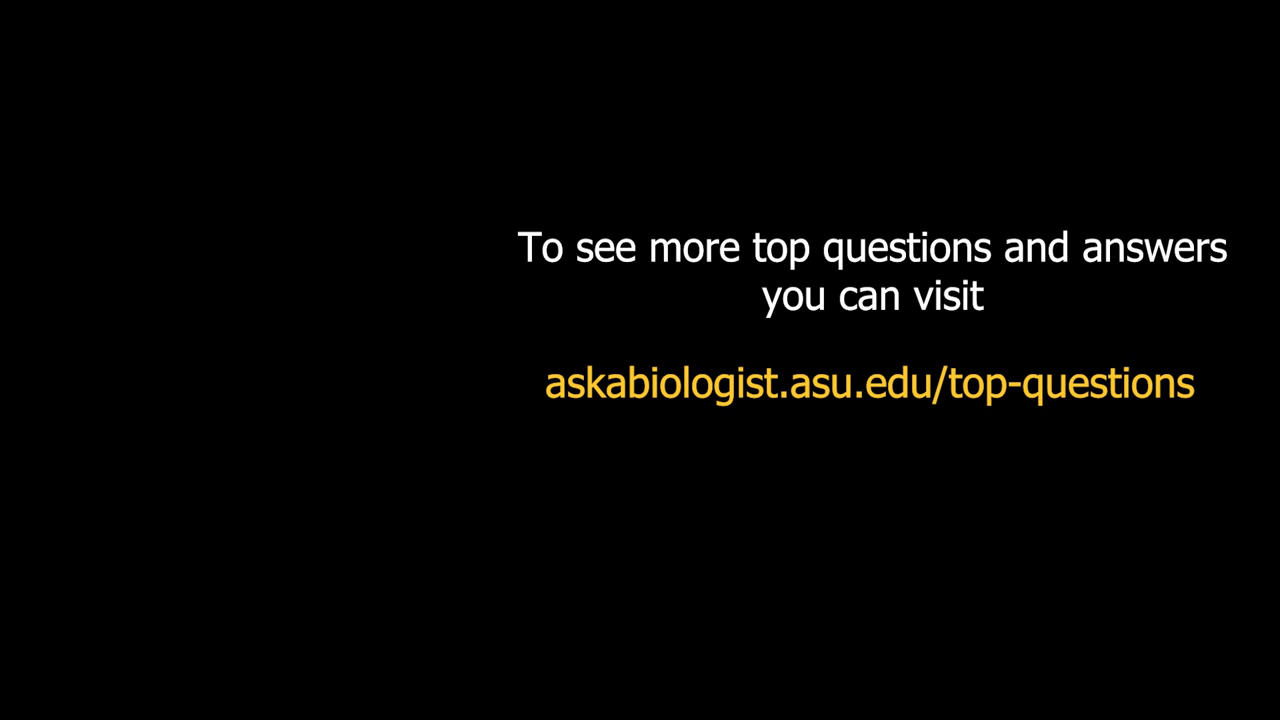 To see more top questions and answers
you can visit
askabiologist.asu.edu/top-questions